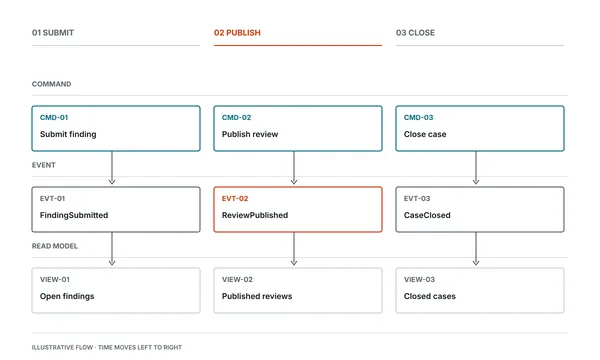 01 SUBMIT
02 PUBLISH
03 CLOSE
COMMAND
CMD-01
Submit finding
CMD-02
Publish review
CMD-03
Close case
EVENT
EVT-01
FindingSubmitted
EVT-02
ReviewPublished
EVT-03
CaseClosed
READ MODEL
VIEW-01
Open findings
VIEW-02
Published reviews
VIEW-03
Closed cases
ILLUSTRATIVE FLOW · TIME MOVES LEFT TO RIGHT